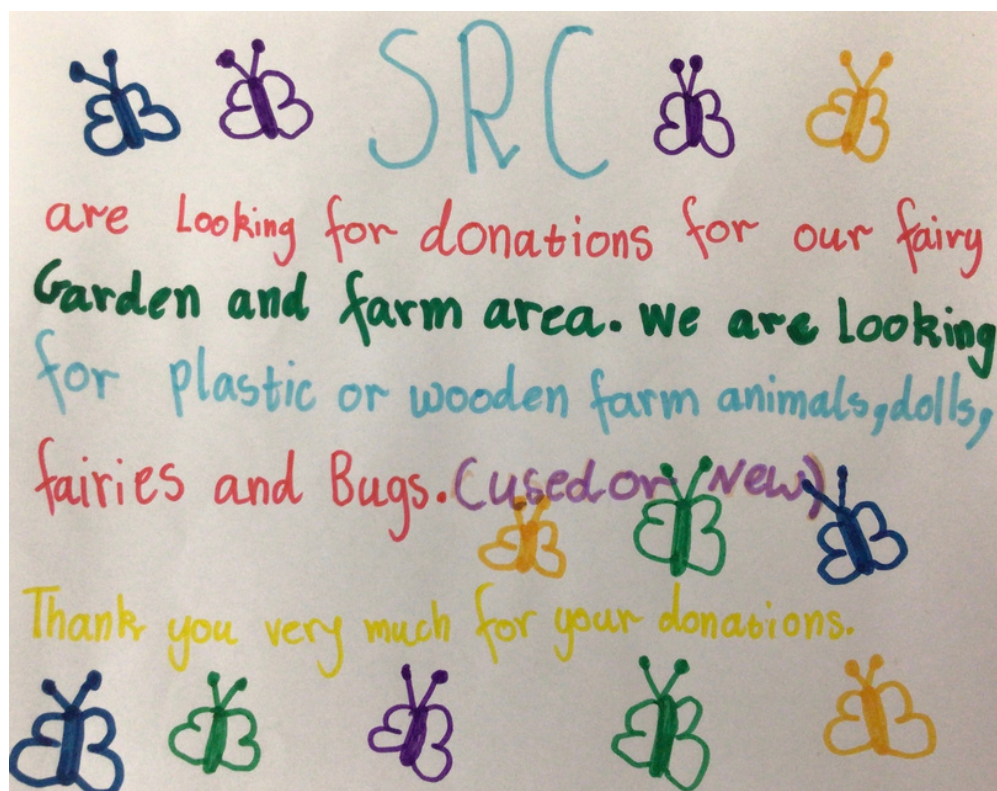 SRC
are Looking for donations for our fairy
Garden and farm area. we are Looking
for plastic or wooden farm animals, dolls,
fairies and Bugs. (used or New)
Thank you very much for your donations.